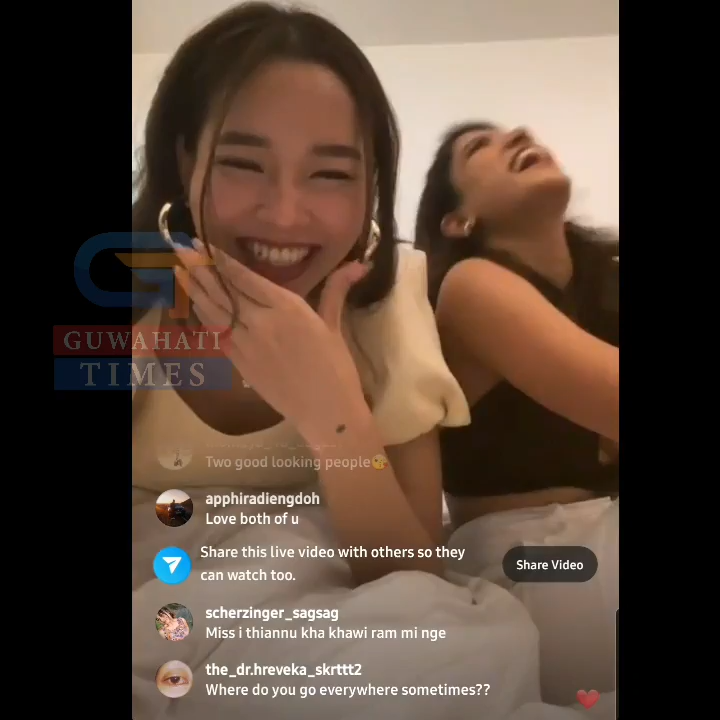 GT
GUWAHATI
TIMES
Two good looking people😘
apphiradiengdoh
Love both of u
Share this live video with others so they
can watch too.
Share Video
scherzinger_sagsag
Miss i thiannu kha khawi ram mi nge
the_dr.hreveka_skrttt2
Where do you go everywhere sometimes??